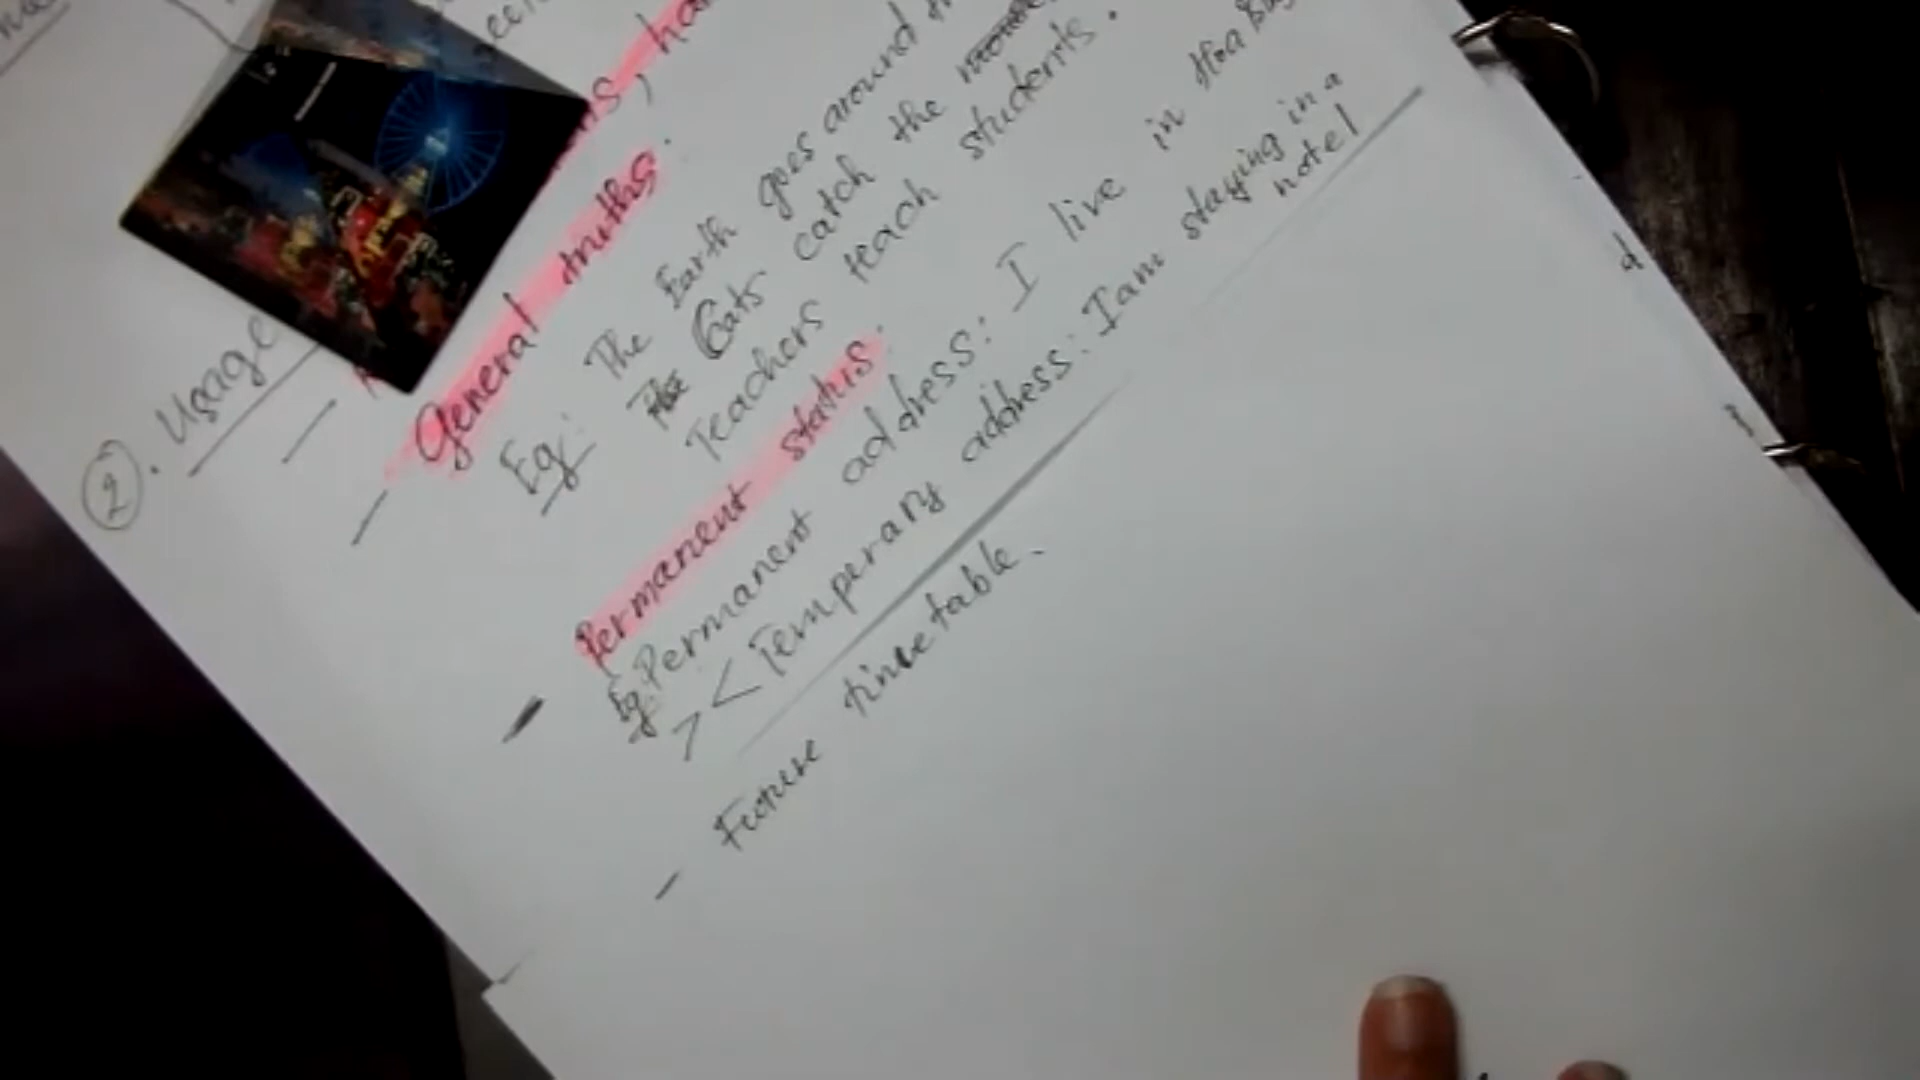 ②. Usage
General truths.
Eg: The Earth goes around
Cats catch the
Teachers teach students.
- Permanent status:
Eg: Permanent address: I live in Hoa
> < Temperary address: I am staying in a
hotel
- Future timetable.